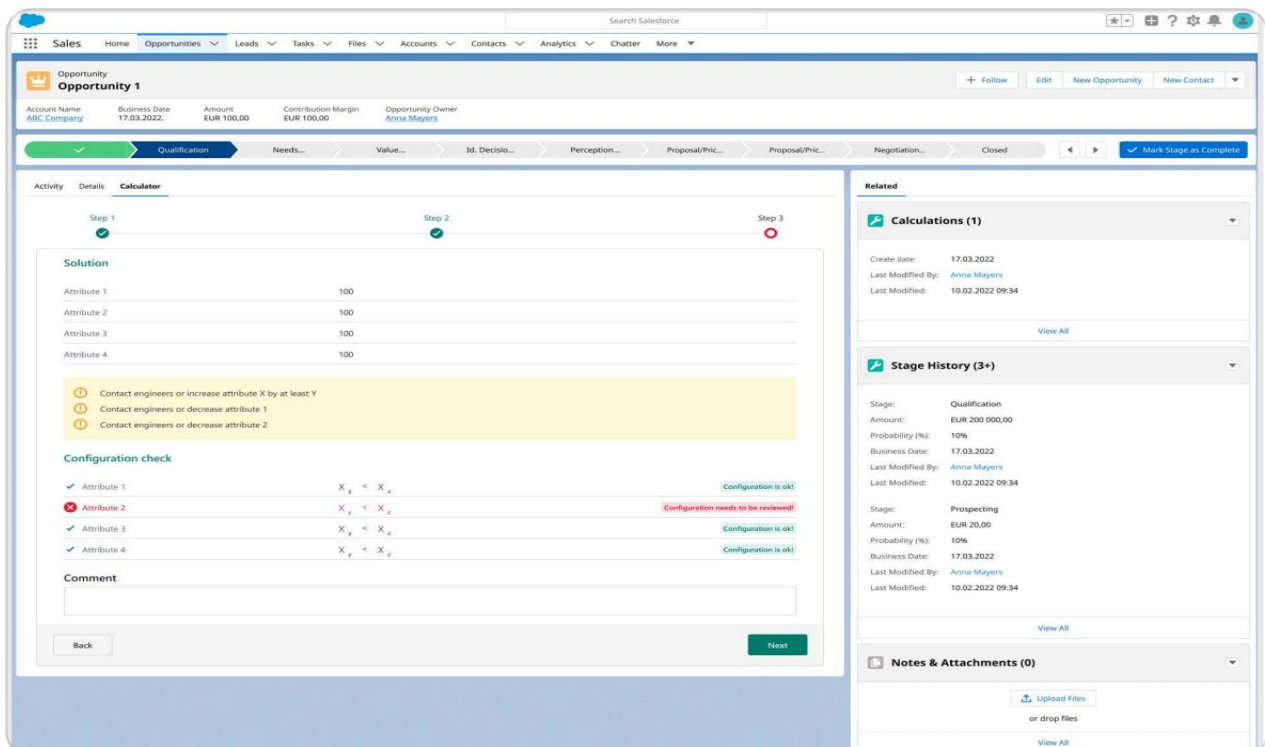 Search Salesforce
Sales Home Opportunities Leads Tasks Files Accounts Contacts Analytics Chatter More
Opportunity
Opportunity 1
+ Follow Edit New Opportunity New Contact
Account Name Business Date Amount Contribution Margin Opportunity Owner
ABC Company 17.03.2022. EUR 100,00 EUR 100,00 Anna Mayers
Qualification Needs... Value... Id. Decisio... Perception... Proposal/Pric... Proposal/Pric... Negotiation... Closed Mark Stage as Complete
Activity Details Calculator
Step 1 Step 2 Step 3
Solution
Attribute 1 100
Attribute 2 100
Attribute 3 100
Attribute 4 100
Contact engineers or increase attribute X by at least Y
Contact engineers or decrease attribute 1
Contact engineers or decrease attribute 2
Configuration check
Attribute 1 X y < X z Configuration is ok!
Attribute 2 X y < X z Configuration needs to be reviewed!
Attribute 3 X y < X z Configuration is ok!
Attribute 4 X y < X z Configuration is ok!
Comment
Back Next
Related
Calculations (1)
Create date: 17.03.2022
Last Modified By: Anna Mayers
Last Modified: 10.02.2022 09:34
View All
Stage History (3+)
Stage: Qualification
Amount: EUR 200 000,00
Probability (%): 10%
Business Date: 17.03.2022
Last Modified By: Anna Mayers
Last Modified: 10.02.2022 09:34
Stage: Prospecting
Amount: EUR 20,00
Probability (%): 10%
Business Date: 17.03.2022
Last Modified By: Anna Mayers
Last Modified: 10.02.2022 09:34
View All
Notes & Attachments (0)
Upload Files
or drop files
View All